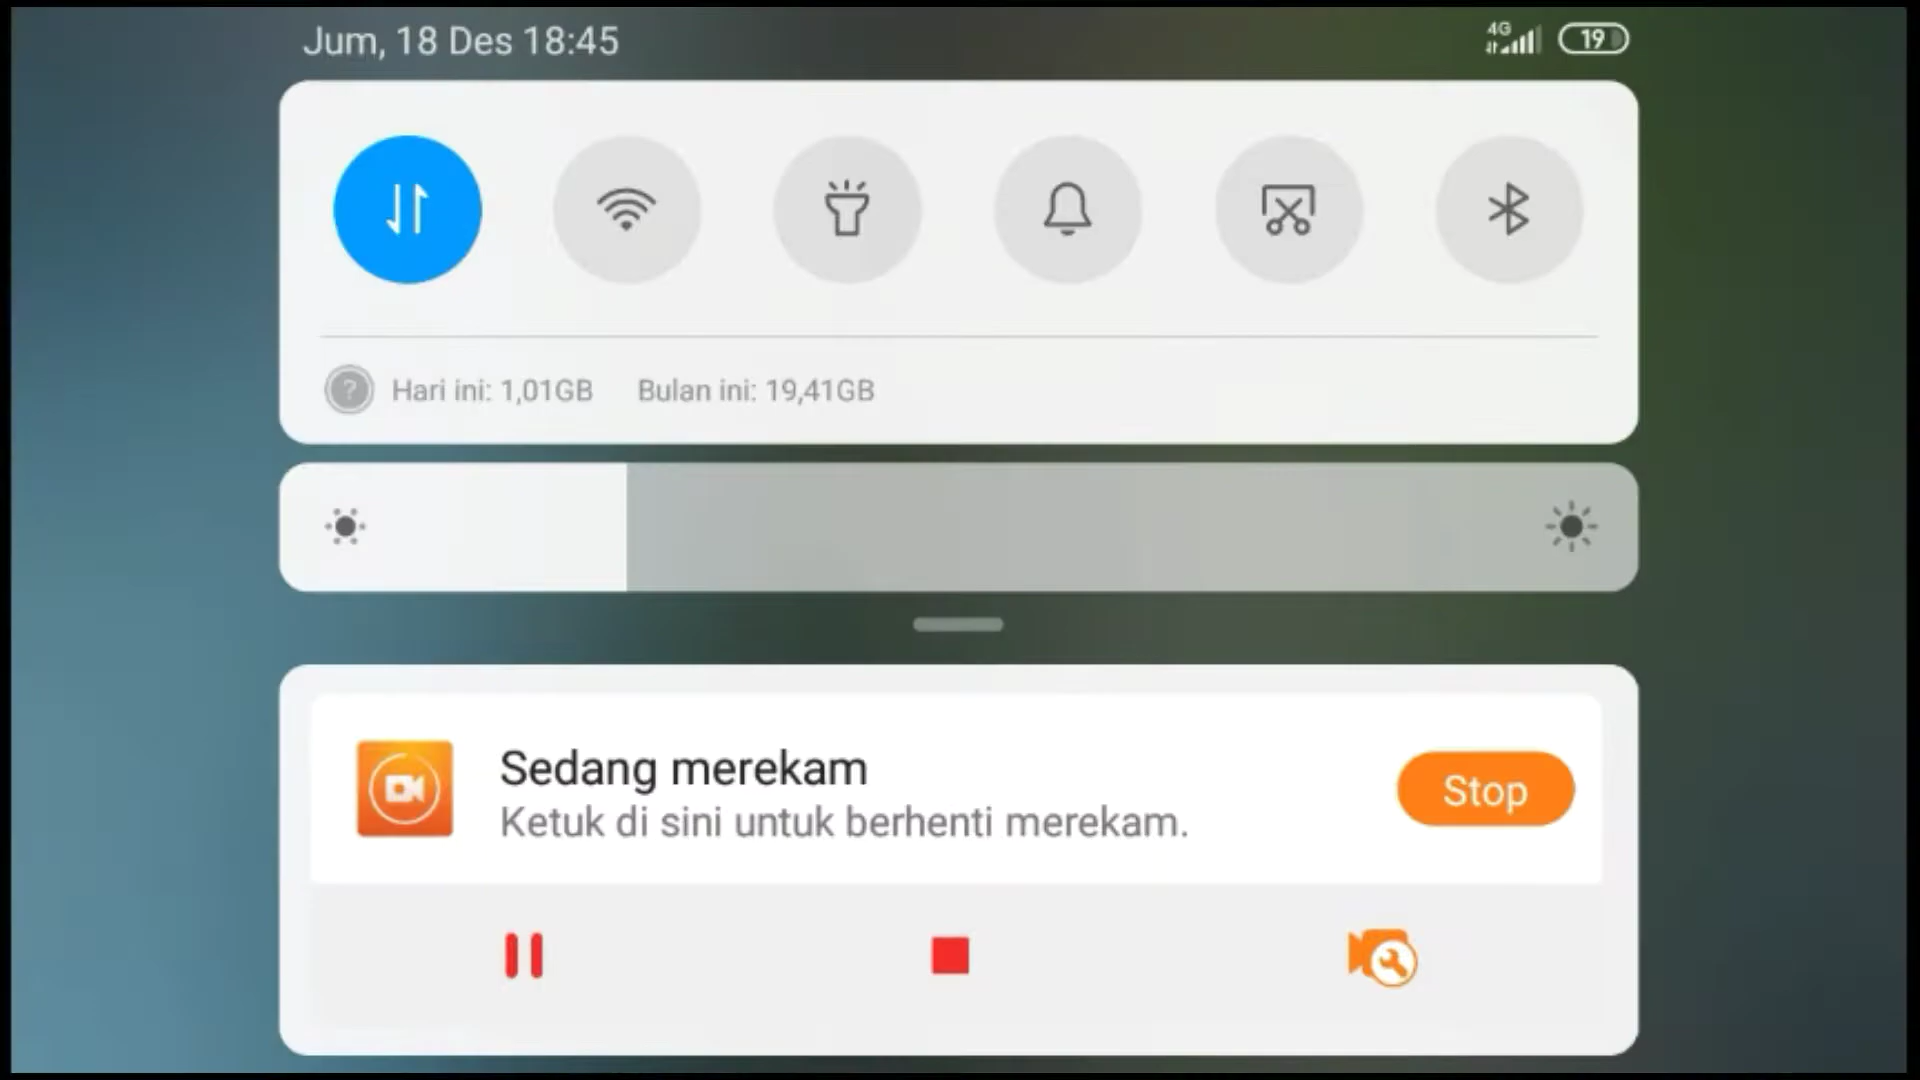 Jum, 18 Des 18:45
4G
19
Hari ini: 1,01GB Bulan ini: 19,41GB
Sedang merekam
Ketuk di sini untuk berhenti merekam.
Stop